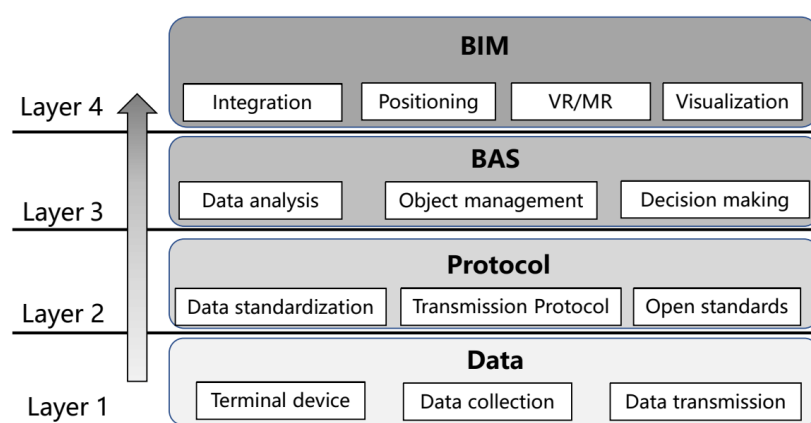 BIM
Layer 4
Integration
Positioning
VR/MR
Visualization
BAS
Layer 3
Data analysis
Object management
Decision making
Protocol
Layer 2
Data standardization
Transmission Protocol
Open standards
Data
Layer 1
Terminal device
Data collection
Data transmission